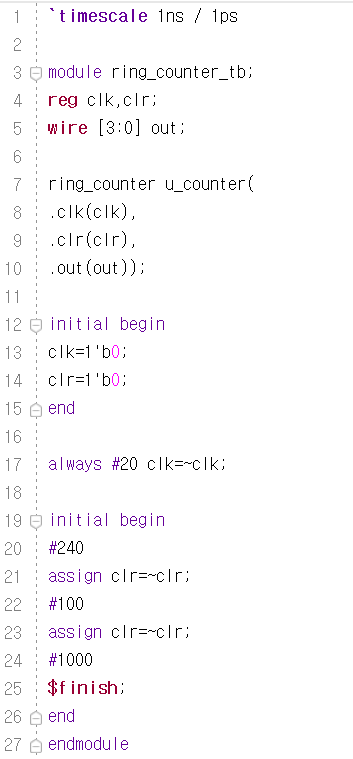 1 `timescale 1ns / 1ps
2
3 module ring_counter_tb;
4 reg clk,clr;
5 wire [3:0] out;
6
7 ring_counter u_counter(
8 .clk(clk),
9 .clr(clr),
10 .out(out));
11
12 initial begin
13 clk=1'b0;
14 clr=1'b0;
15 end
16
17 always #20 clk=~clk;
18
19 initial begin
20 #240
21 assign clr=~clr;
22 #100
23 assign clr=~clr;
24 #1000
25 $finish;
26 end
27 endmodule